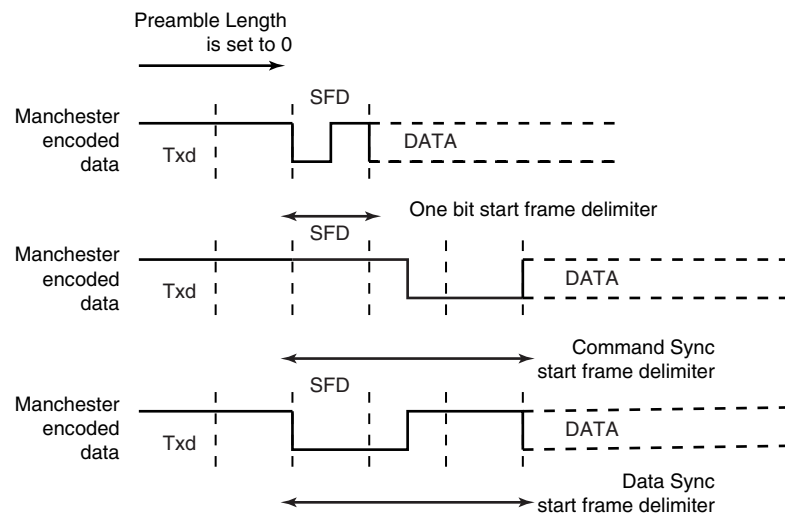 Preamble Length
is set to 0
SFD
Manchester
encoded
data
Txd
DATA
One bit start frame delimiter
SFD
Manchester
encoded
data
Txd
DATA
Command Sync
start frame delimiter
SFD
Manchester
encoded
data
Txd
DATA
Data Sync
start frame delimiter